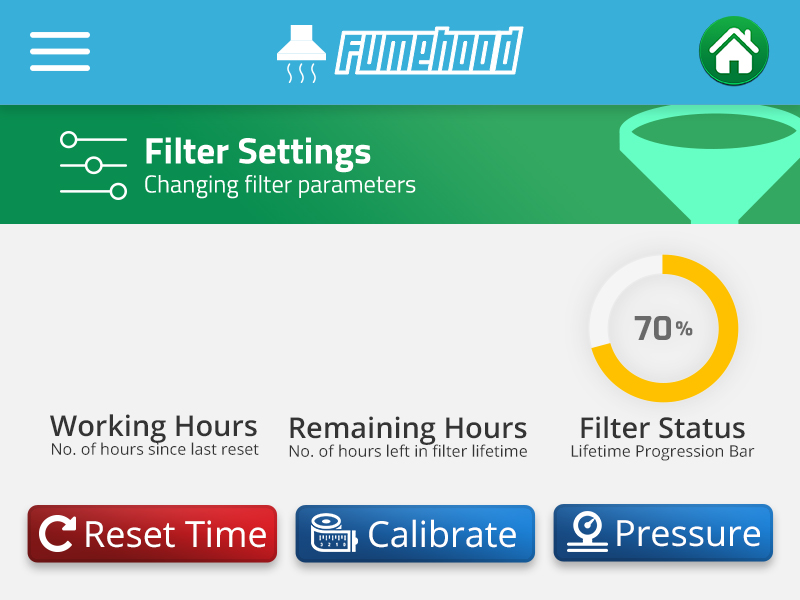 Fumehood
Filter Settings
Changing filter parameters
70%
Working Hours
No. of hours since last reset
Remaining Hours
No. of hours left in filter lifetime
Filter Status
Lifetime Progression Bar
Reset Time
Calibrate
Pressure